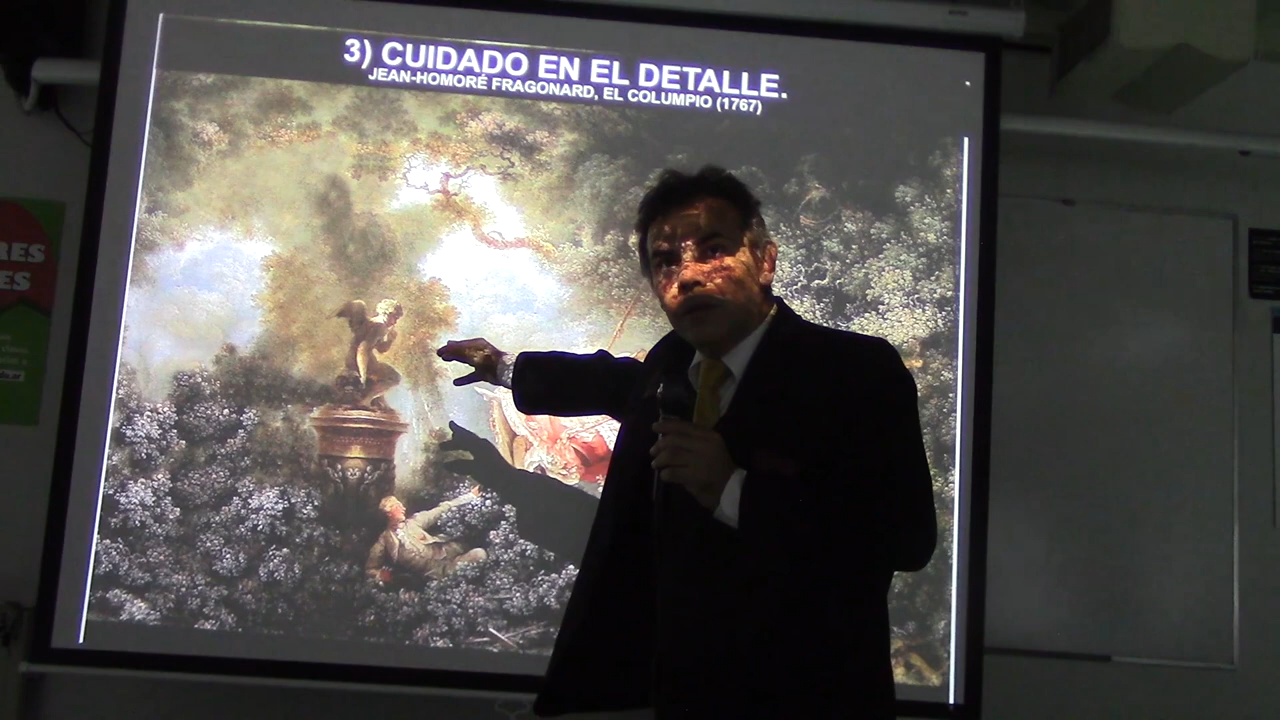 3) CUIDADO EN EL DETALLE.
JEAN-HOMORÉ FRAGONARD, EL COLUMPIO (1767)
RES
ES